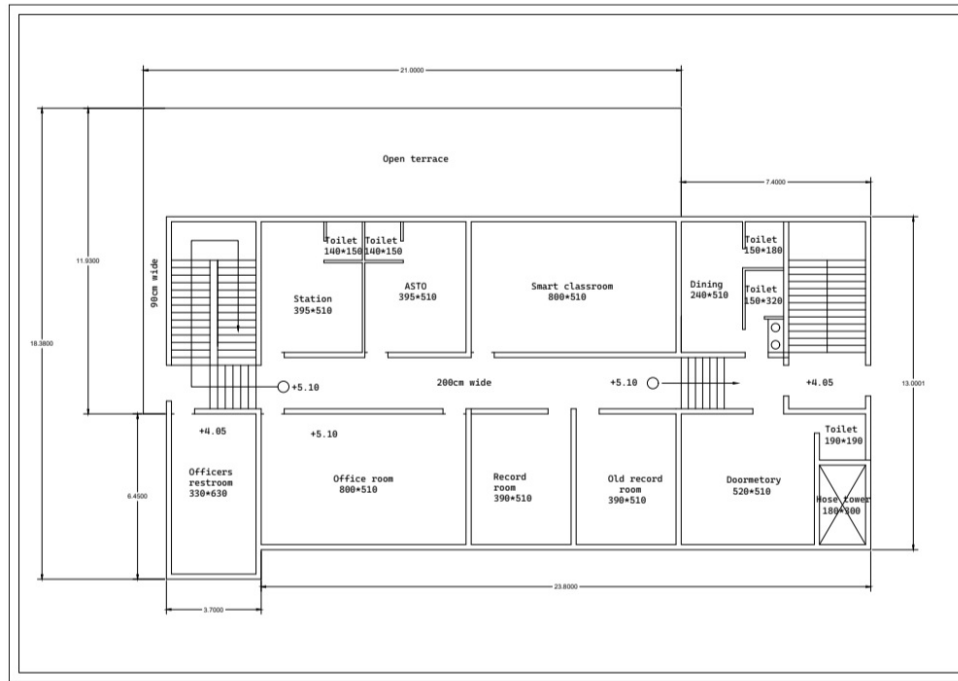 21.0000
Open terrace
7.4000
11.9300
90cm wide
Toilet
140*150
Toilet
140*150
Toilet
150*180
Station
395*510
ASTO
395*510
Smart classroom
800*510
Dining
240*510
Toilet
150*320
18.3800
+5.10
200cm wide
+5.10
+4.05
13.0001
+4.05
+5.10
Toilet
190*190
6.4500
Officers
restroom
330*630
Office room
800*510
Record
room
390*510
Old record
room
390*510
Doormetory
520*510
Hose tower
180*300
23.8000
3.7000